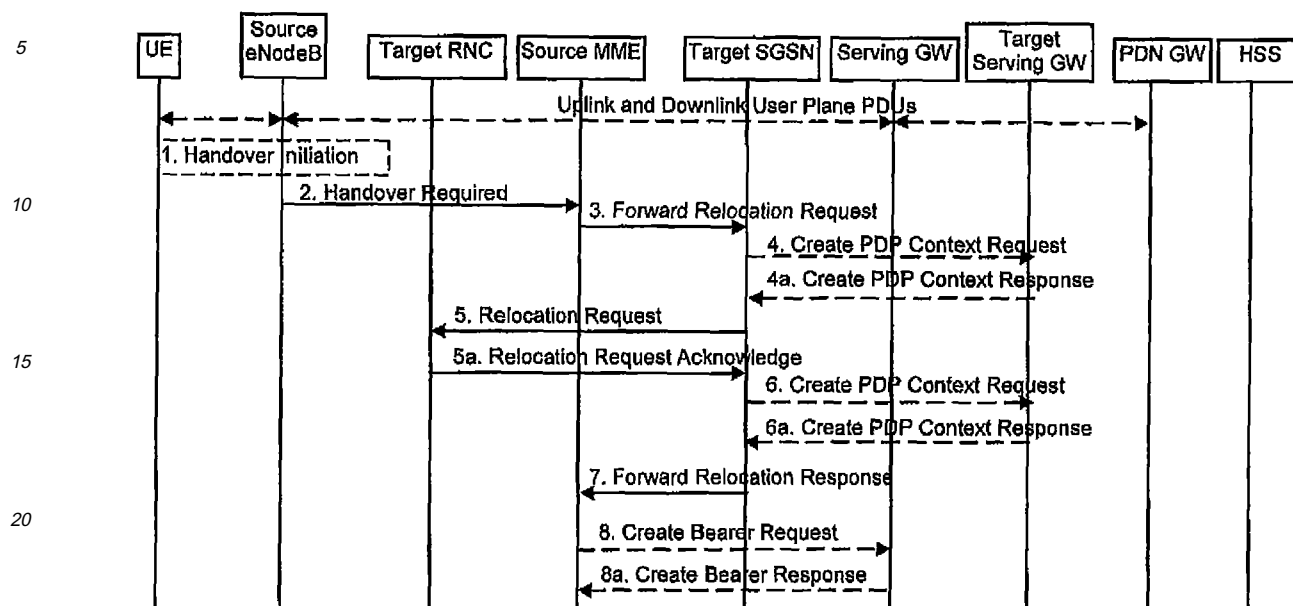 5
UE
Source
eNodeB
Target RNC
Source MME
Target SGSN
Serving GW
Target
Serving GW
PDN GW
HSS
Uplink and Downlink User Plane PDUs
1. Handover Initiation
10
2. Handover Required
3. Forward Relocation Request
4. Create PDP Context Request
4a. Create PDP Context Response
5. Relocation Request
15
5a. Relocation Request Acknowledge
6. Create PDP Context Request
6a. Create PDP Context Response
7. Forward Relocation Response
20
8. Create Bearer Request
8a. Create Bearer Response